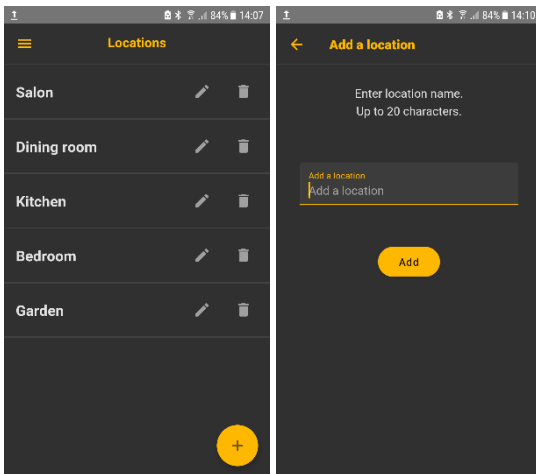 84% 14:07
Locations
Salon
Dining room
Kitchen
Bedroom
Garden
+
84% 14:10
Add a location
Enter location name.
Up to 20 characters.
Add a location
Add a location
Add